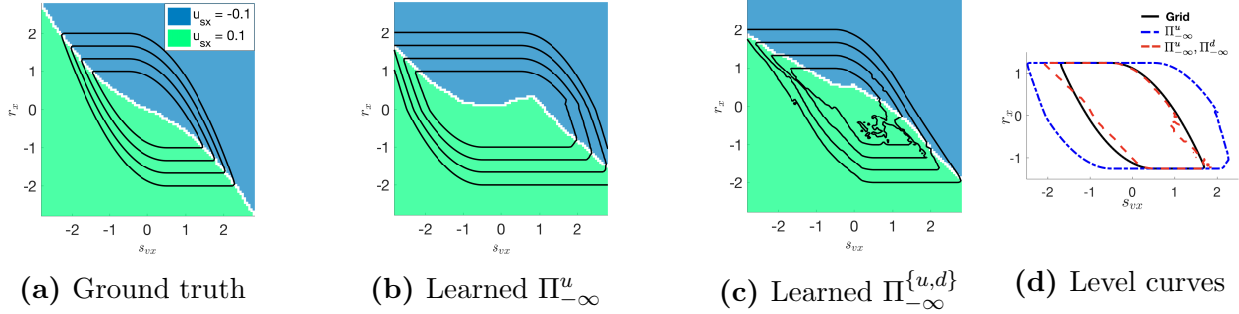 u_sx = -0.1
u_sx = 0.1
r_x
2
1
0
-1
-2
-2 -1 0 1 2
s_vx
(a) Ground truth
2
1
0
-1
-2
-2 -1 0 1 2
s_vx
(b) Learned Π^u_{-∞}
r_x
2
1
0
-1
-2
-2 -1 0 1 2
s_vx
(c) Learned Π^{\{u,d\}}_{-∞}
Grid
Π^u_{-∞}
Π^u_{-∞}, Π^d_{-∞}
r_x
1
0
-1
-2 -1 0 1 2
s_vx
(d) Level curves